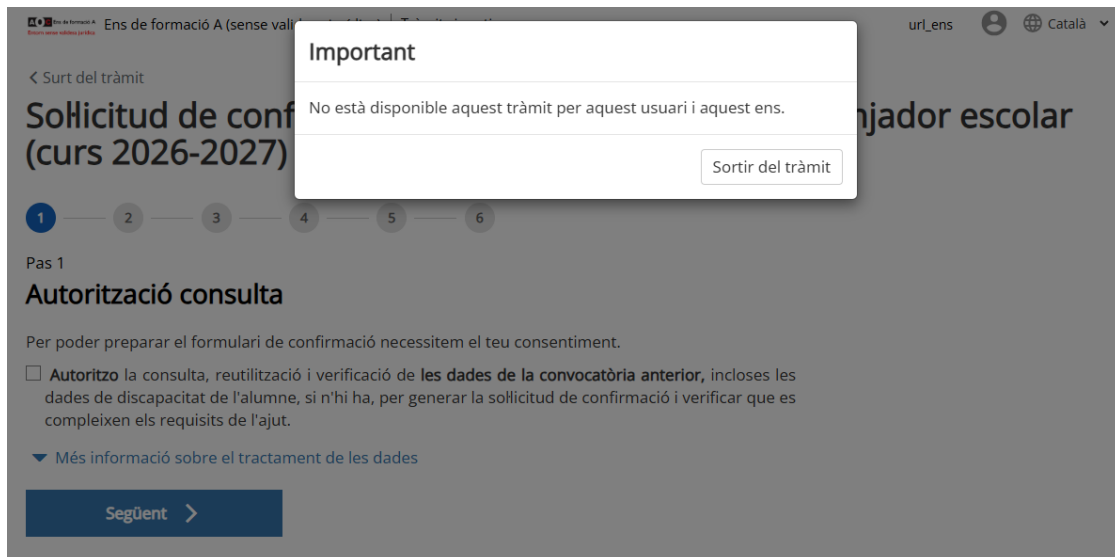 Ens de formació A
Ens de formació A (sense vali
url_ens
Català
Surt del tràmit
Important
Sol·licitud de conf
njador escolar
(curs 2026-2027)
No està disponible aquest tràmit per aquest usuari i aquest ens.
Sortir del tràmit
1 2 3 4 5 6
Pas 1
Autorització consulta
Per poder preparar el formulari de confirmació necessitem el teu consentiment.
Autoritzo la consulta, reutilització i verificació de les dades de la convocatòria anterior, incloses les
dades de discapacitat de l'alumne, si n'hi ha, per generar la sol·licitud de confirmació i verificar que es
compleixen els requisits de l'ajut.
Més informació sobre el tractament de les dades
Següent